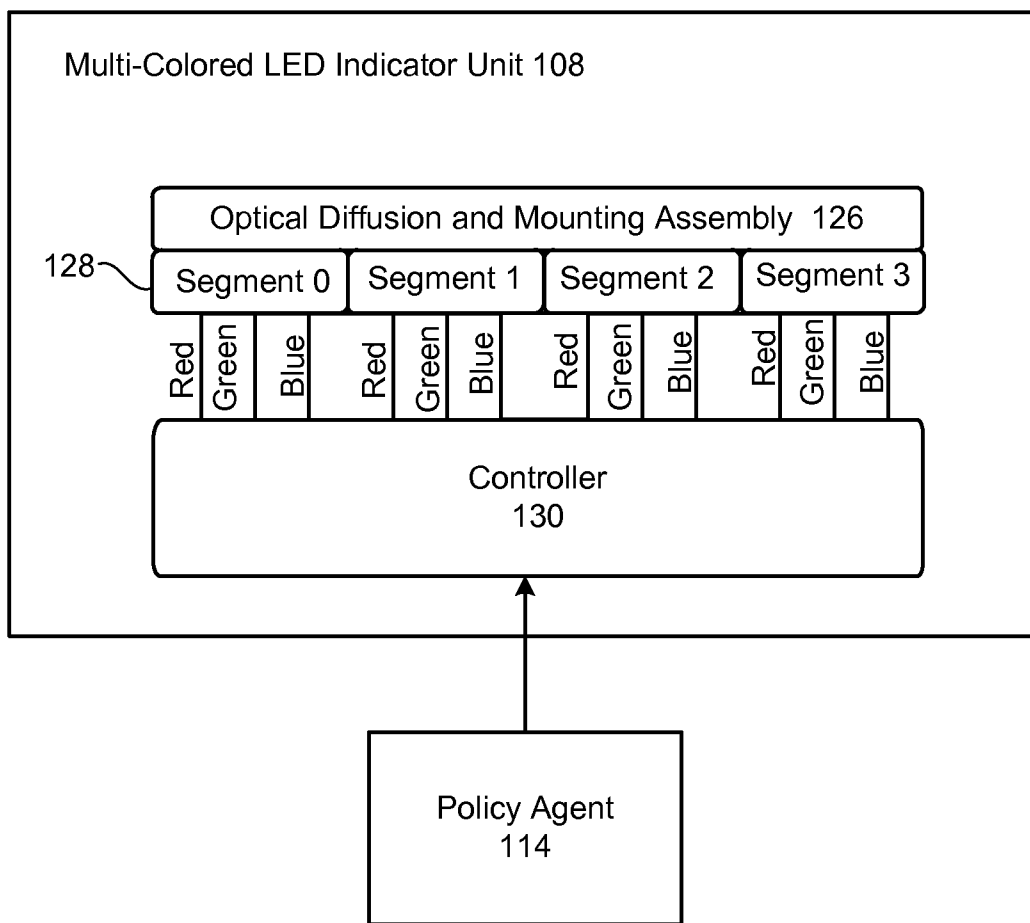 Multi-Colored LED Indicator Unit 108
Optical Diffusion and Mounting Assembly 126
128
Segment 0
Segment 1
Segment 2
Segment 3
Red
Green
Blue
Red
Green
Blue
Red
Green
Blue
Red
Green
Blue
Controller
130
Policy Agent
114